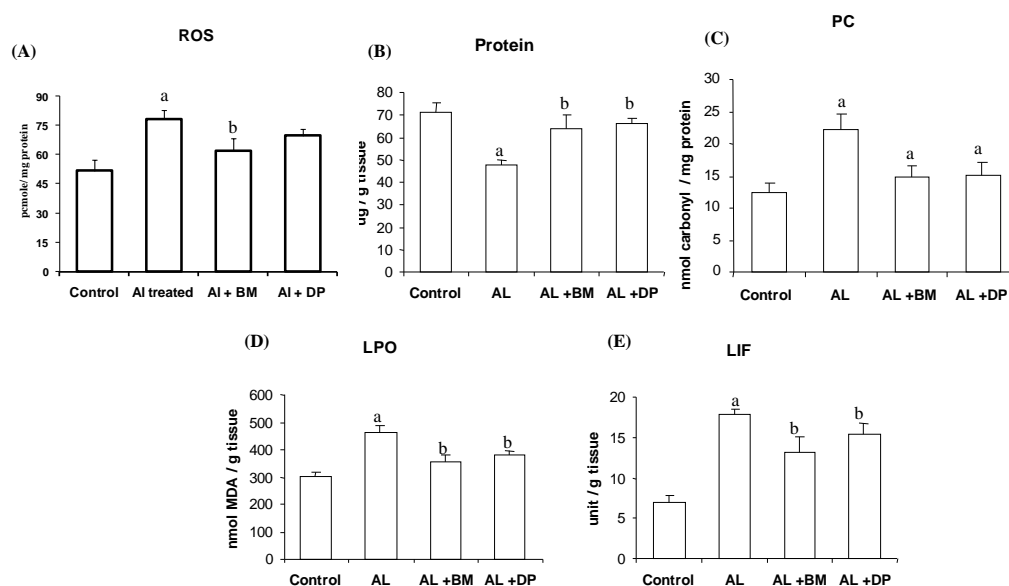 (A)
ROS
a
b
90
75
60
45
30
15
0
pcmole/ mg protein
Control
Al treated
Al + BM
Al + DP
(B)
Protein
a
b
b
80
70
60
50
40
30
20
10
0
ug / g tissue
Control
AL
AL +BM
AL +DP
(C)
PC
a
a
a
30
25
20
15
10
5
0
nmol carbonyl / mg protein
Control
AL
AL +BM
AL +DP
(D)
LPO
a
b
b
600
500
400
300
200
100
0
nmol MDA / g tissue
Control
AL
AL +BM
AL +DP
(E)
LIF
a
b
b
20
15
10
5
0
unit / g tissue
Control
AL
AL +BM
AL +DP